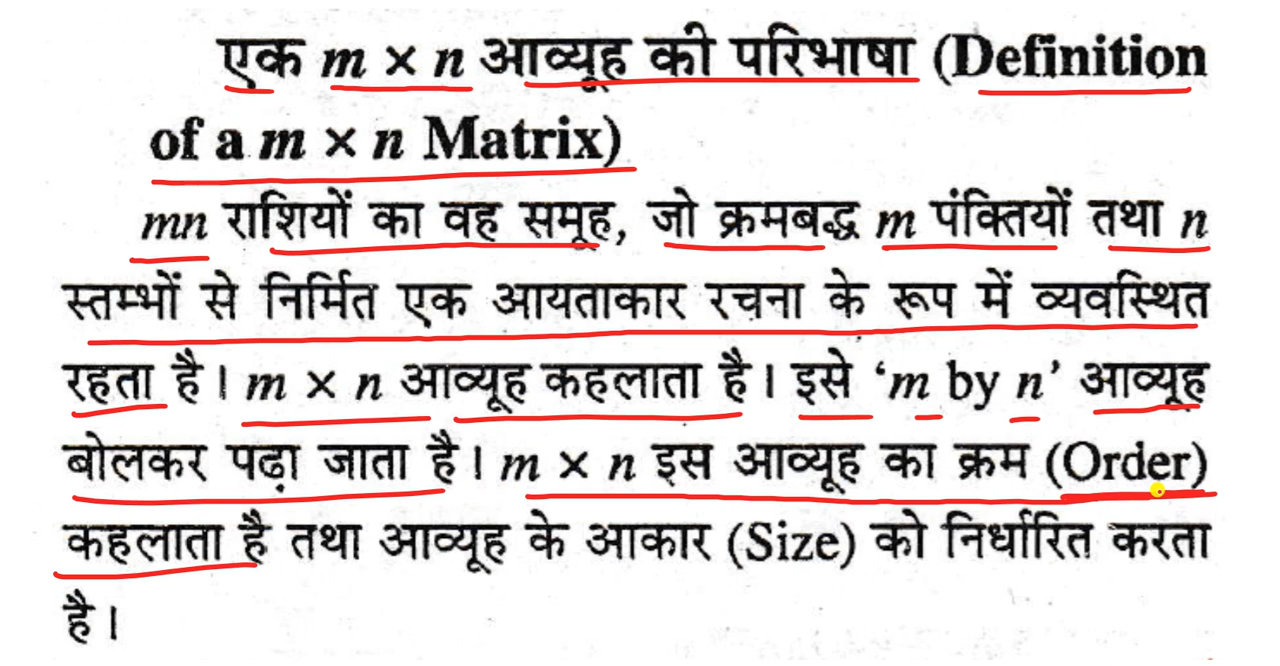 एक m × n आव्यूह की परिभाषा (Definition
of a m × n Matrix)
mn राशियों का वह समूह, जो क्रमबद्ध m पंक्तियों तथा n
स्तम्भों से निर्मित एक आयताकार रचना के रूप में व्यवस्थित
रहता है। m × n आव्यूह कहलाता है। इसे ‘m by n’ आव्यूह
बोलकर पढ़ा जाता है। m × n इस आव्यूह का क्रम (Order)
कहलाता है तथा आव्यूह के आकार (Size) को निर्धारित करता
है।